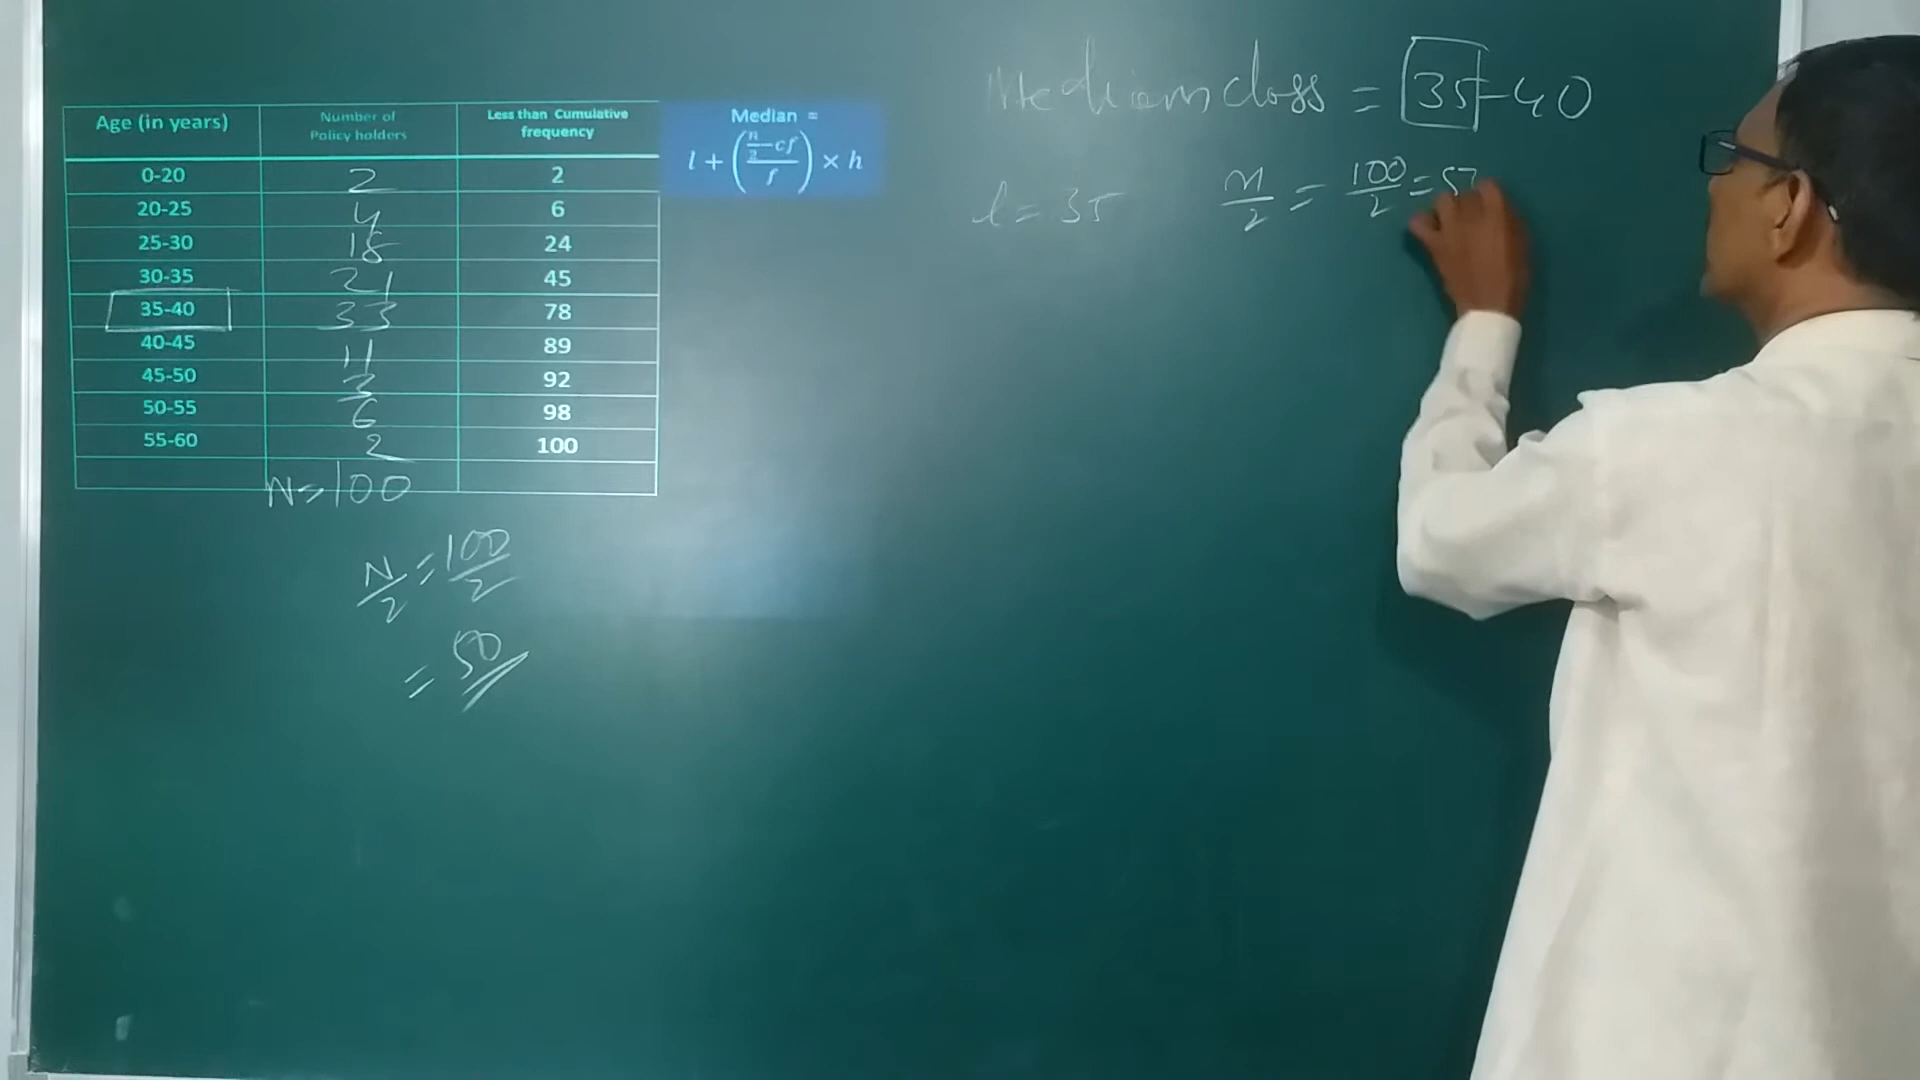 Age (in years) Number of Policy holders Less than Cumulative frequency
0-20 2 2
20-25 4 6
25-30 18 24
30-35 21 45
35-40 33 78
40-45 11 89
45-50 3 92
50-55 6 98
55-60 2 100
N=100
N/2 = 100/2
= 50
Median =
l + ((n/2 - cf)/f) × h
Median class = 35-40
l = 35 n/2 = 100/2 = 50